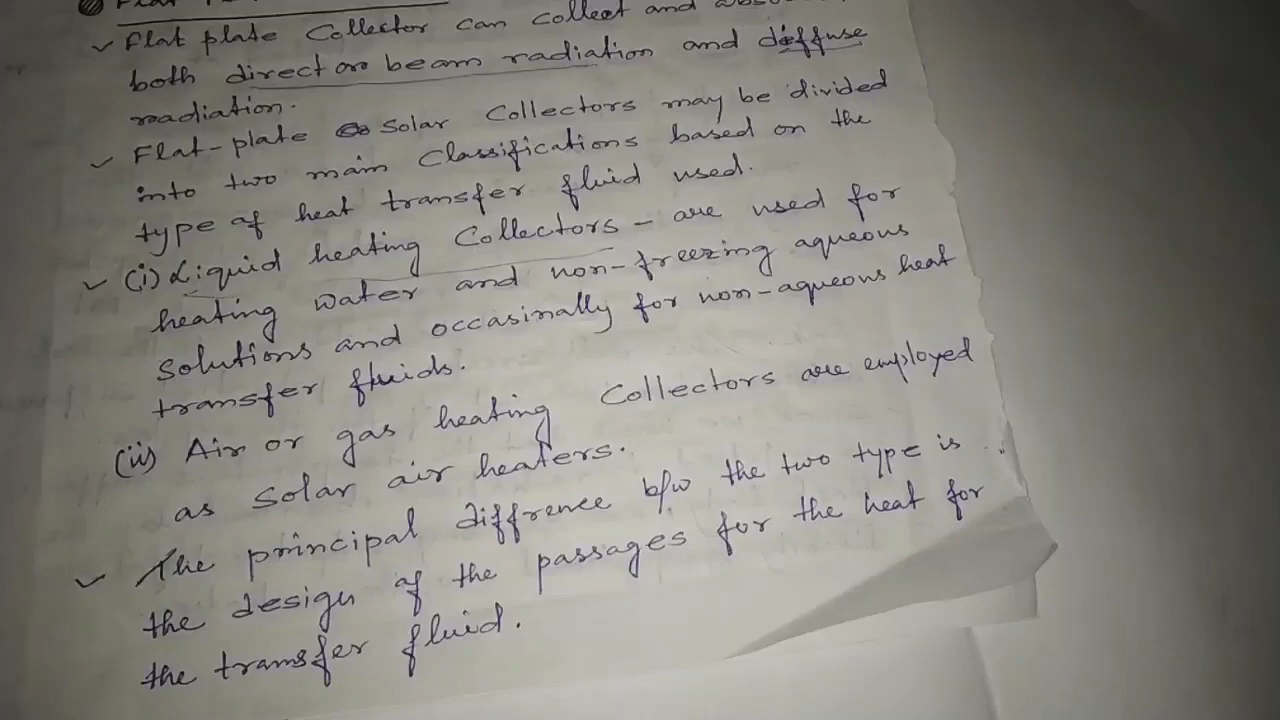 ✓ Flat plate Collector can collect and
both direct or beam radiation and diffuse
radiation.
✓ Flat-plate solar Collectors may be divided
into two main Classifications based on the
type of heat transfer fluid used.
✓ (i) Liquid heating Collectors - are used for
heating water and non-freezing aqueous
solutions and occasinally for non-aqueous heat
transfer fluids.
(ii) Air or gas heating Collectors are employed
as Solar air heaters.
✓ The principal diffrence b/w the two type is
the design of the passages for the heat for
the transfer fluid.